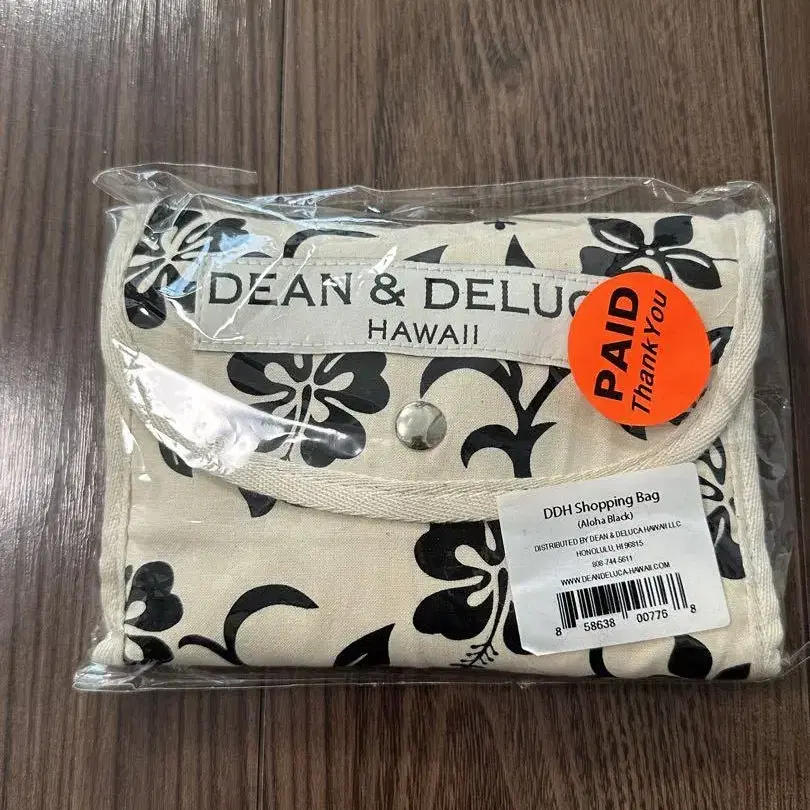 DEAN & DELUC
HAWAII
PAID
Thank You
DDH Shopping Bag
(Aloha Black)
DISTRIBUTED BY DEAN & DELUCA HAWAII LLC
HONOLULU, HI 96815
808-744-5611
WWW.DEANDELUCA-HAWAII.COM
8 58638 00776 8